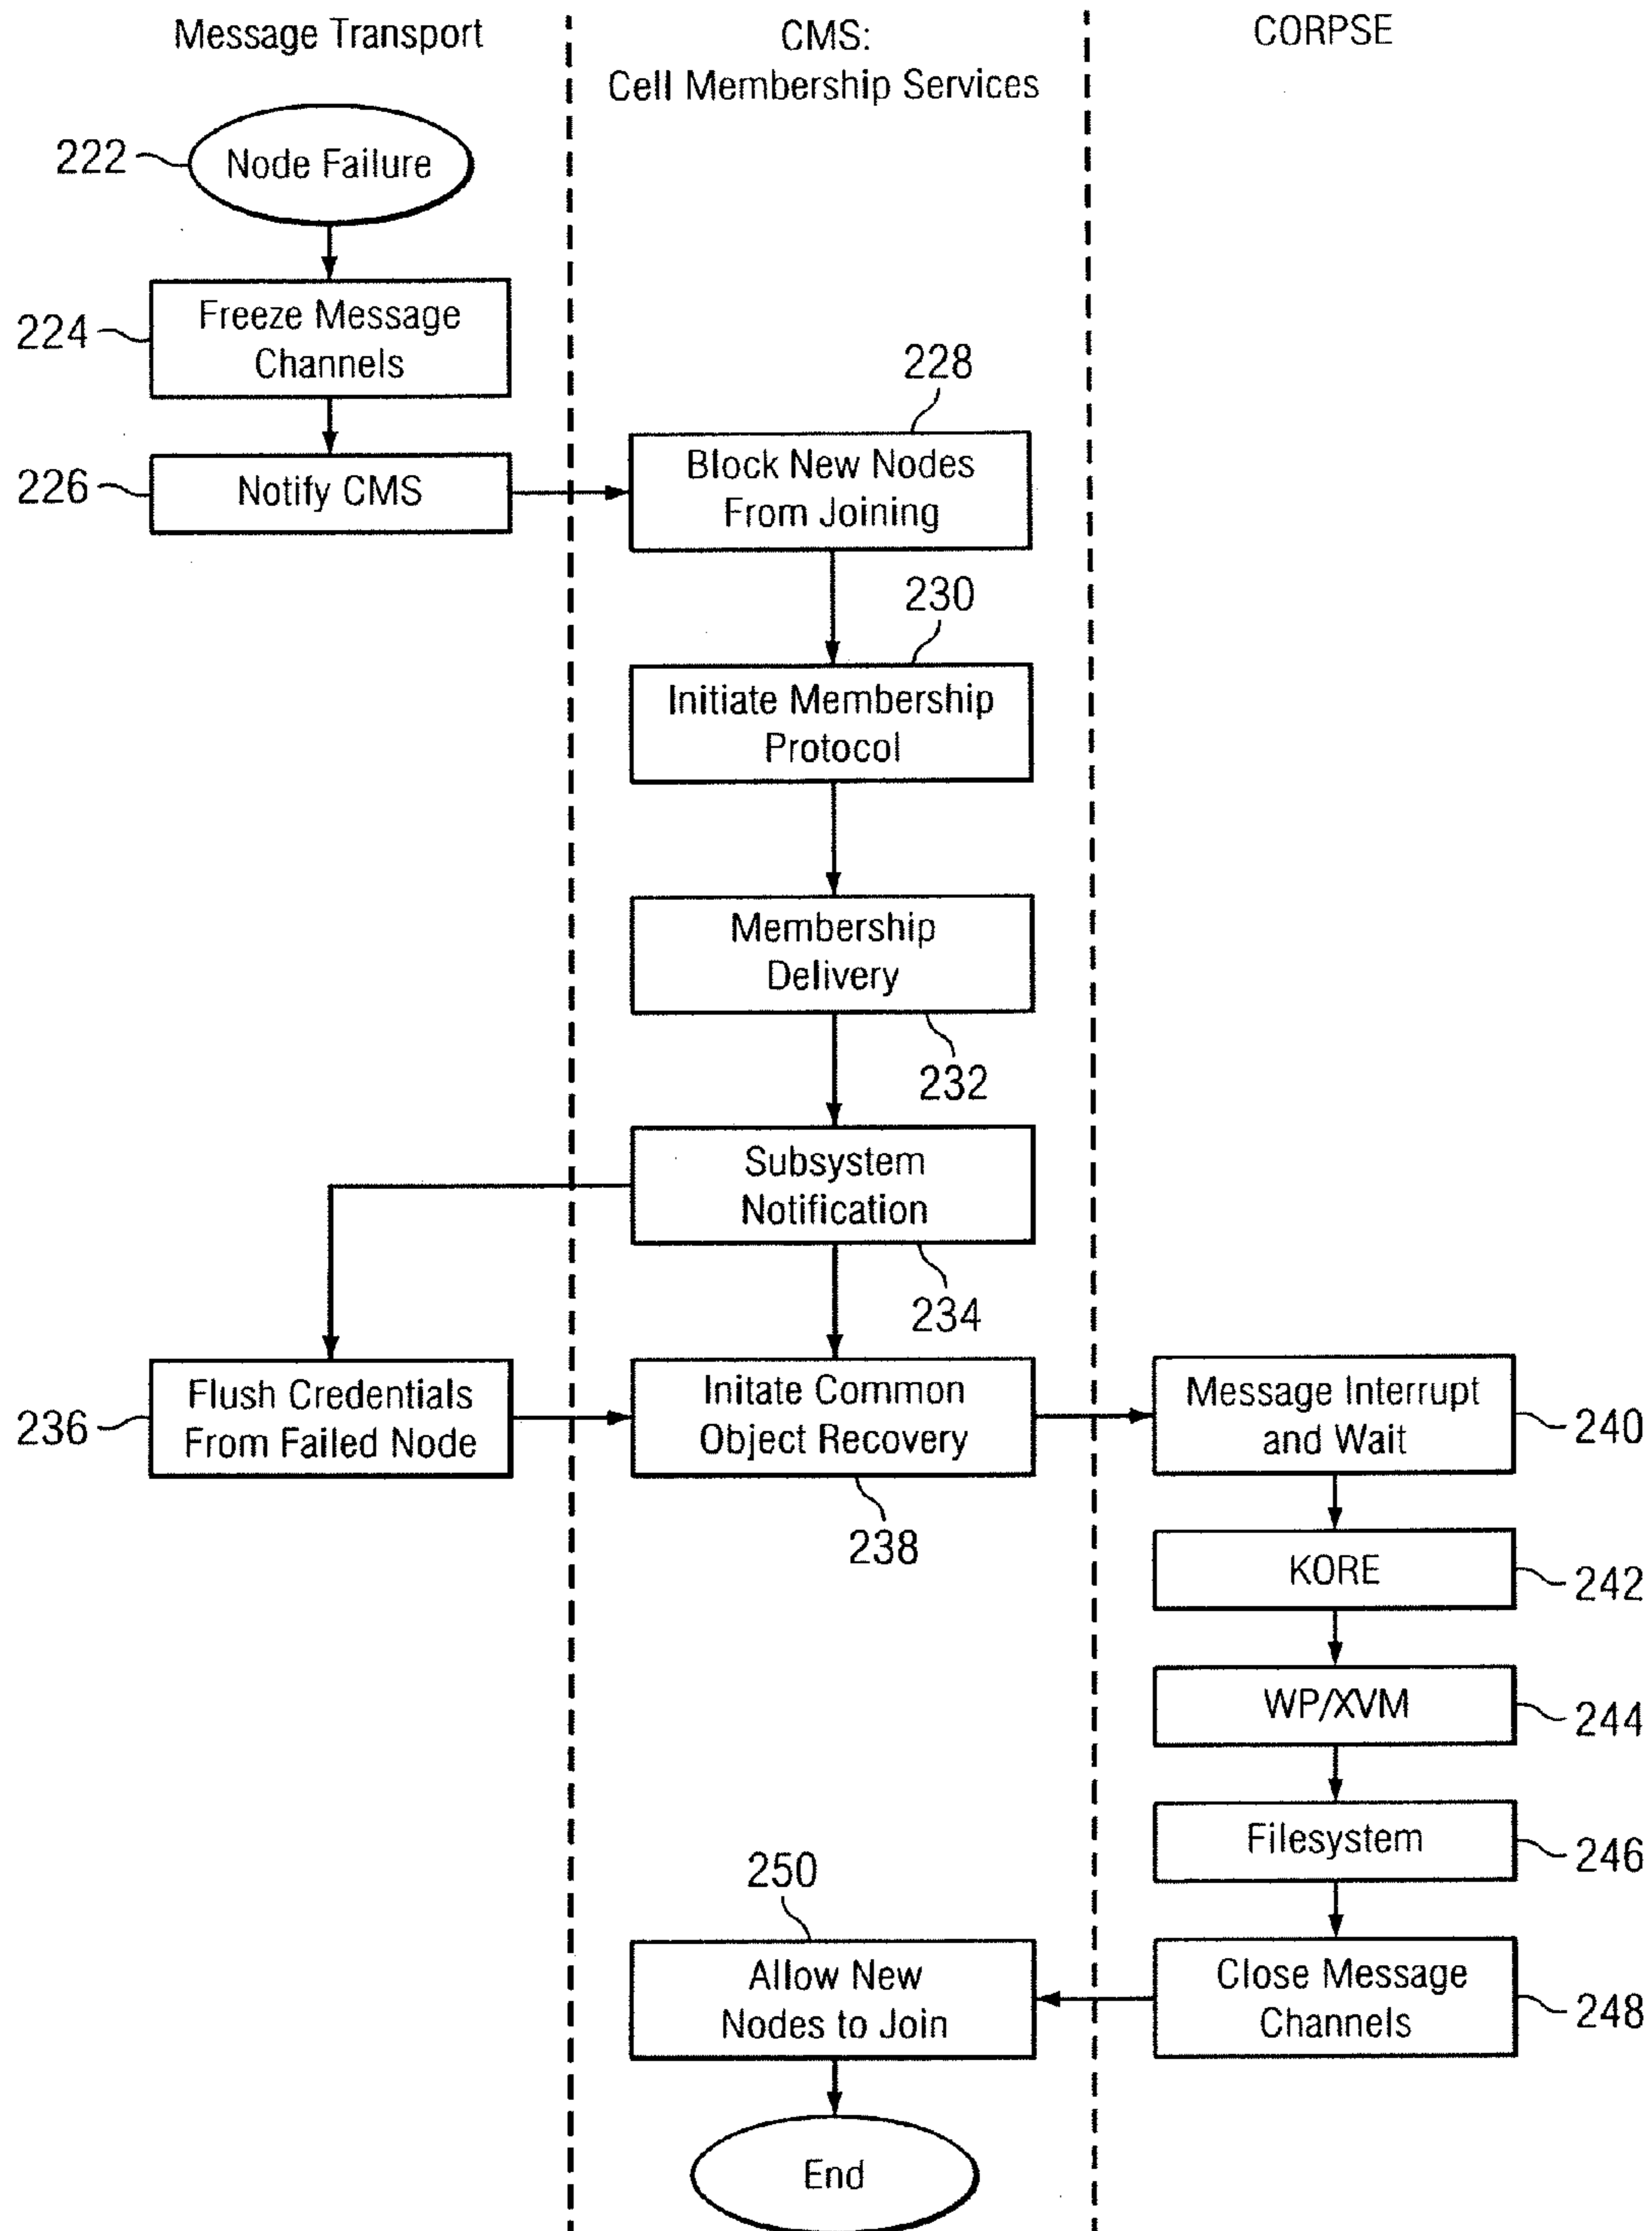 Message Transport
CMS:
Cell Membership Services
CORPSE
222
Node Failure
224
Freeze Message
Channels
226
Notify CMS
228
Block New Nodes
From Joining
230
Initiate Membership
Protocol
Membership
Delivery
232
Subsystem
Notification
234
236
Flush Credentials
From Failed Node
Initate Common
Object Recovery
238
Message Interrupt
and Wait
240
KORE
242
WP/XVM
244
Filesystem
246
Close Message
Channels
248
250
Allow New
Nodes to Join
End